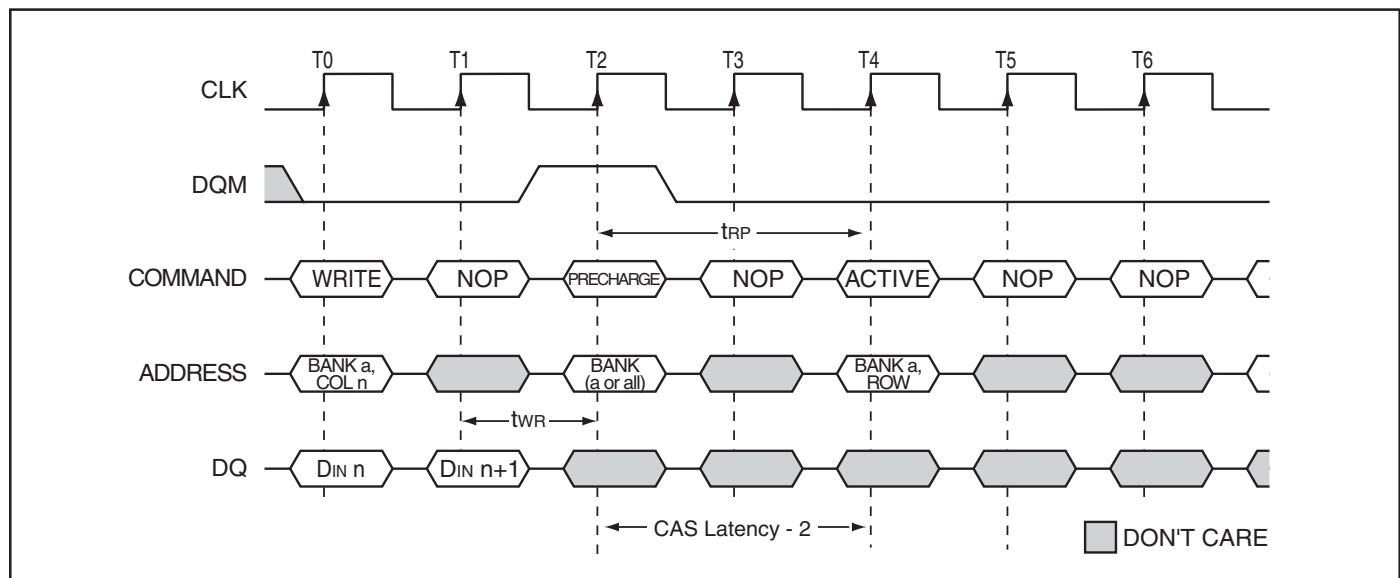 T0 T1 T2 T3 T4 T5 T6
CLK
DQM
tRP
COMMAND WRITE NOP PRECHARGE NOP ACTIVE NOP NOP
ADDRESS BANK a, COL n BANK (a or all) BANK a, ROW
tWR
DQ DIN n DIN n+1
CAS Latency - 2
DON'T CARE